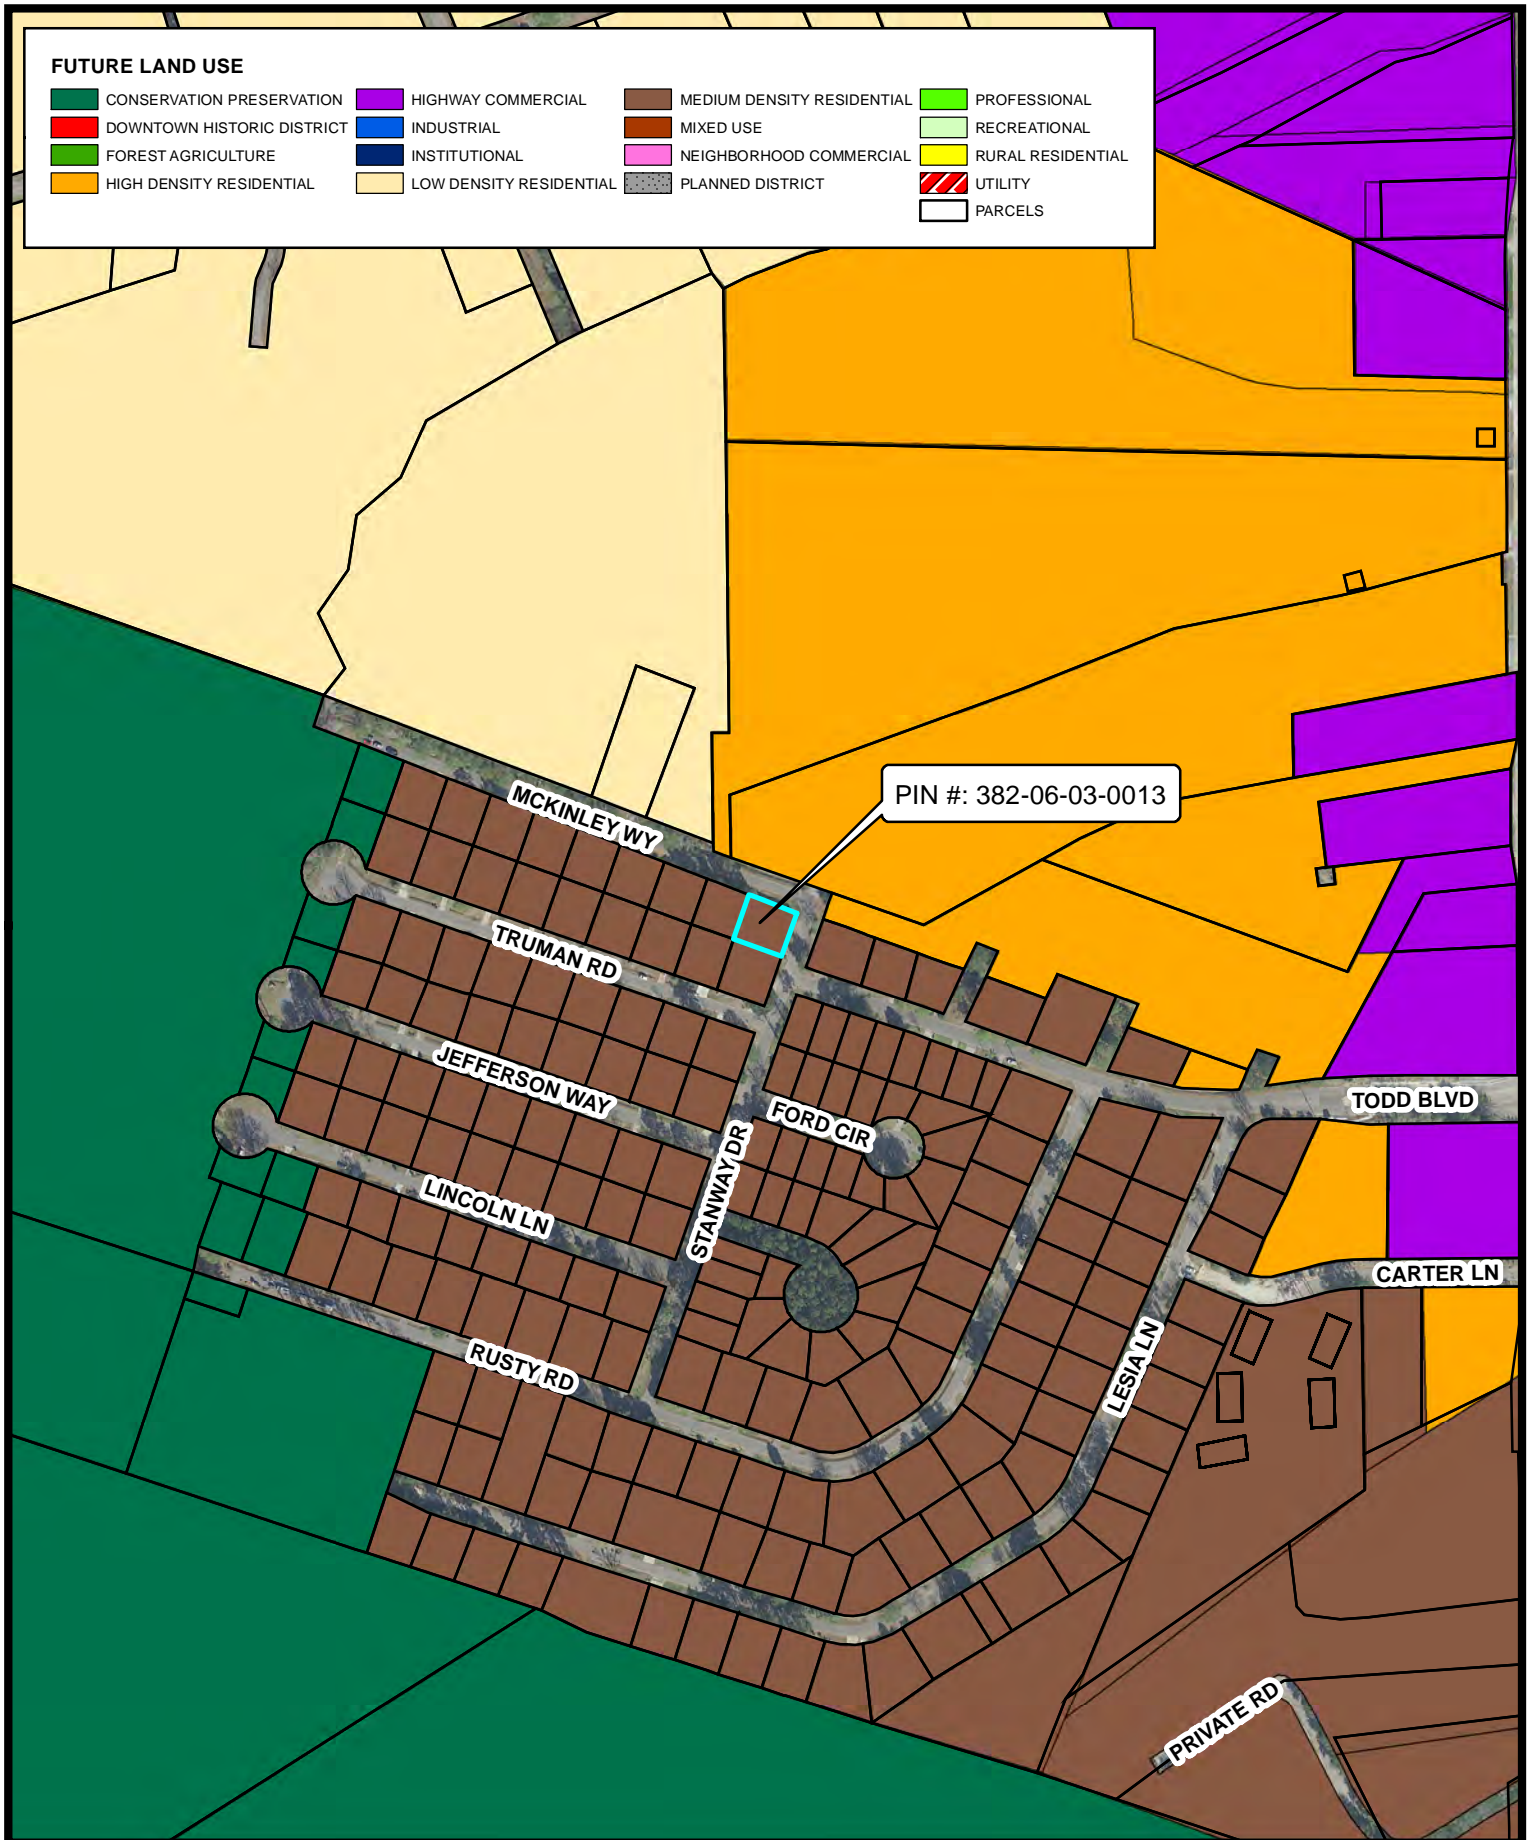 FUTURE LAND USE
CONSERVATION PRESERVATION
DOWNTOWN HISTORIC DISTRICT
FOREST AGRICULTURE
HIGH DENSITY RESIDENTIAL
HIGHWAY COMMERCIAL
INDUSTRIAL
INSTITUTIONAL
LOW DENSITY RESIDENTIAL
MEDIUM DENSITY RESIDENTIAL
MIXED USE
NEIGHBORHOOD COMMERCIAL
PLANNED DISTRICT
PROFESSIONAL
RECREATIONAL
RURAL RESIDENTIAL
UTILITY
PARCELS
PIN #: 382-06-03-0013
MCKINLEY WY
TRUMAN RD
JEFFERSON WAY
FORD CIR
TODD BLVD
STANWAY DR
LINCOLN LN
CARTER LN
RUSTY RD
LESIA LN
PRIVATE RD